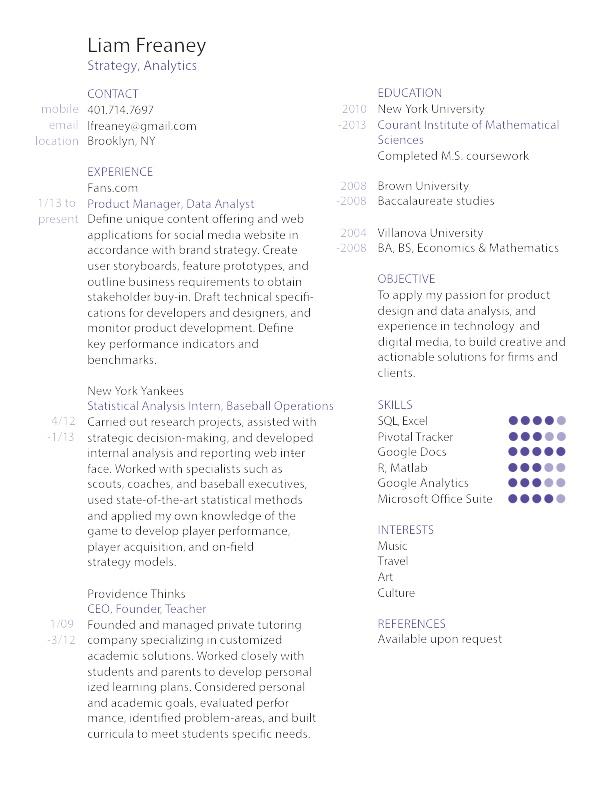 Liam Freaney
Strategy, Analytics
CONTACT
mobile 401.714.7697
email lfreaney@gmail.com
location Brooklyn, NY
EXPERIENCE
Fans.com
1/13 to Product Manager, Data Analyst
present Define unique content offering and web
applications for social media website in
accordance with brand strategy. Create
user storyboards, feature prototypes, and
outline business requirements to obtain
stakeholder buy-in. Draft technical specifi-
cations for developers and designers, and
monitor product development. Define
key performance indicators and
benchmarks.
New York Yankees
Statistical Analysis Intern, Baseball Operations
4/12 Carried out research projects, assisted with
-1/13 strategic decision-making, and developed
internal analysis and reporting web inter
face. Worked with specialists such as
scouts, coaches, and baseball executives,
used state-of-the-art statistical methods
and applied my own knowledge of the
game to develop player performance,
player acquisition, and on-field
strategy models.
Providence Thinks
CEO, Founder, Teacher
1/09 Founded and managed private tutoring
-3/12 company specializing in customized
academic solutions. Worked closely with
students and parents to develop personal
ized learning plans. Considered personal
and academic goals, evaluated perfor
mance, identified problem-areas, and built
curricula to meet students specific needs.
EDUCATION
2010 New York University
-2013 Courant Institute of Mathematical
Sciences
Completed M.S. coursework
2008 Brown University
-2008 Baccalaureate studies
2004 Villanova University
-2008 BA, BS, Economics & Mathematics
OBJECTIVE
To apply my passion for product
design and data analysis, and
experience in technology and
digital media, to build creative and
actionable solutions for firms and
clients.
SKILLS
SQL, Excel
Pivotal Tracker
Google Docs
R, Matlab
Google Analytics
Microsoft Office Suite
INTERESTS
Music
Travel
Art
Culture
REFERENCES
Available upon request